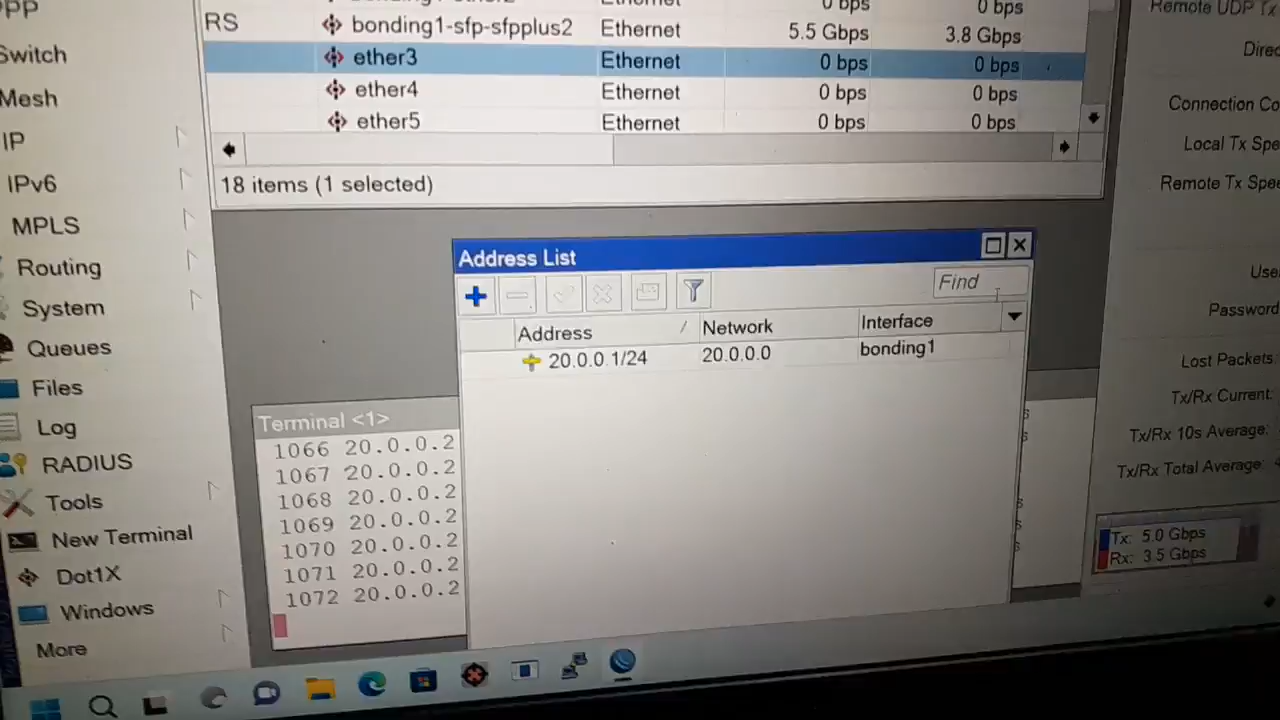 PPP
Switch
Mesh
IP
IPv6
MPLS
Routing
System
Queues
Files
Log
RADIUS
Tools
New Terminal
Dot1X
Windows
More
0 bps 0 bps
RS bonding1-sfp-sfpplus2 Ethernet 5.5 Gbps 3.8 Gbps
ether3 Ethernet 0 bps 0 bps
ether4 Ethernet 0 bps 0 bps
ether5 Ethernet 0 bps 0 bps
18 items (1 selected)
Address List
Find
Address Network Interface
20.0.0.1/24 20.0.0.0 bonding1
Terminal <1>
1066 20.0.0.2
1067 20.0.0.2
1068 20.0.0.2
1069 20.0.0.2
1070 20.0.0.2
1071 20.0.0.2
1072 20.0.0.2
Remote UDP Tx
Direc
Connection Co
Local Tx Spe
Remote Tx Spee
Use
Password
Lost Packets:
Tx/Rx Current:
Tx/Rx 10s Average:
Tx/Rx Total Average:
Tx: 5.0 Gbps
Rx: 3.5 Gbps